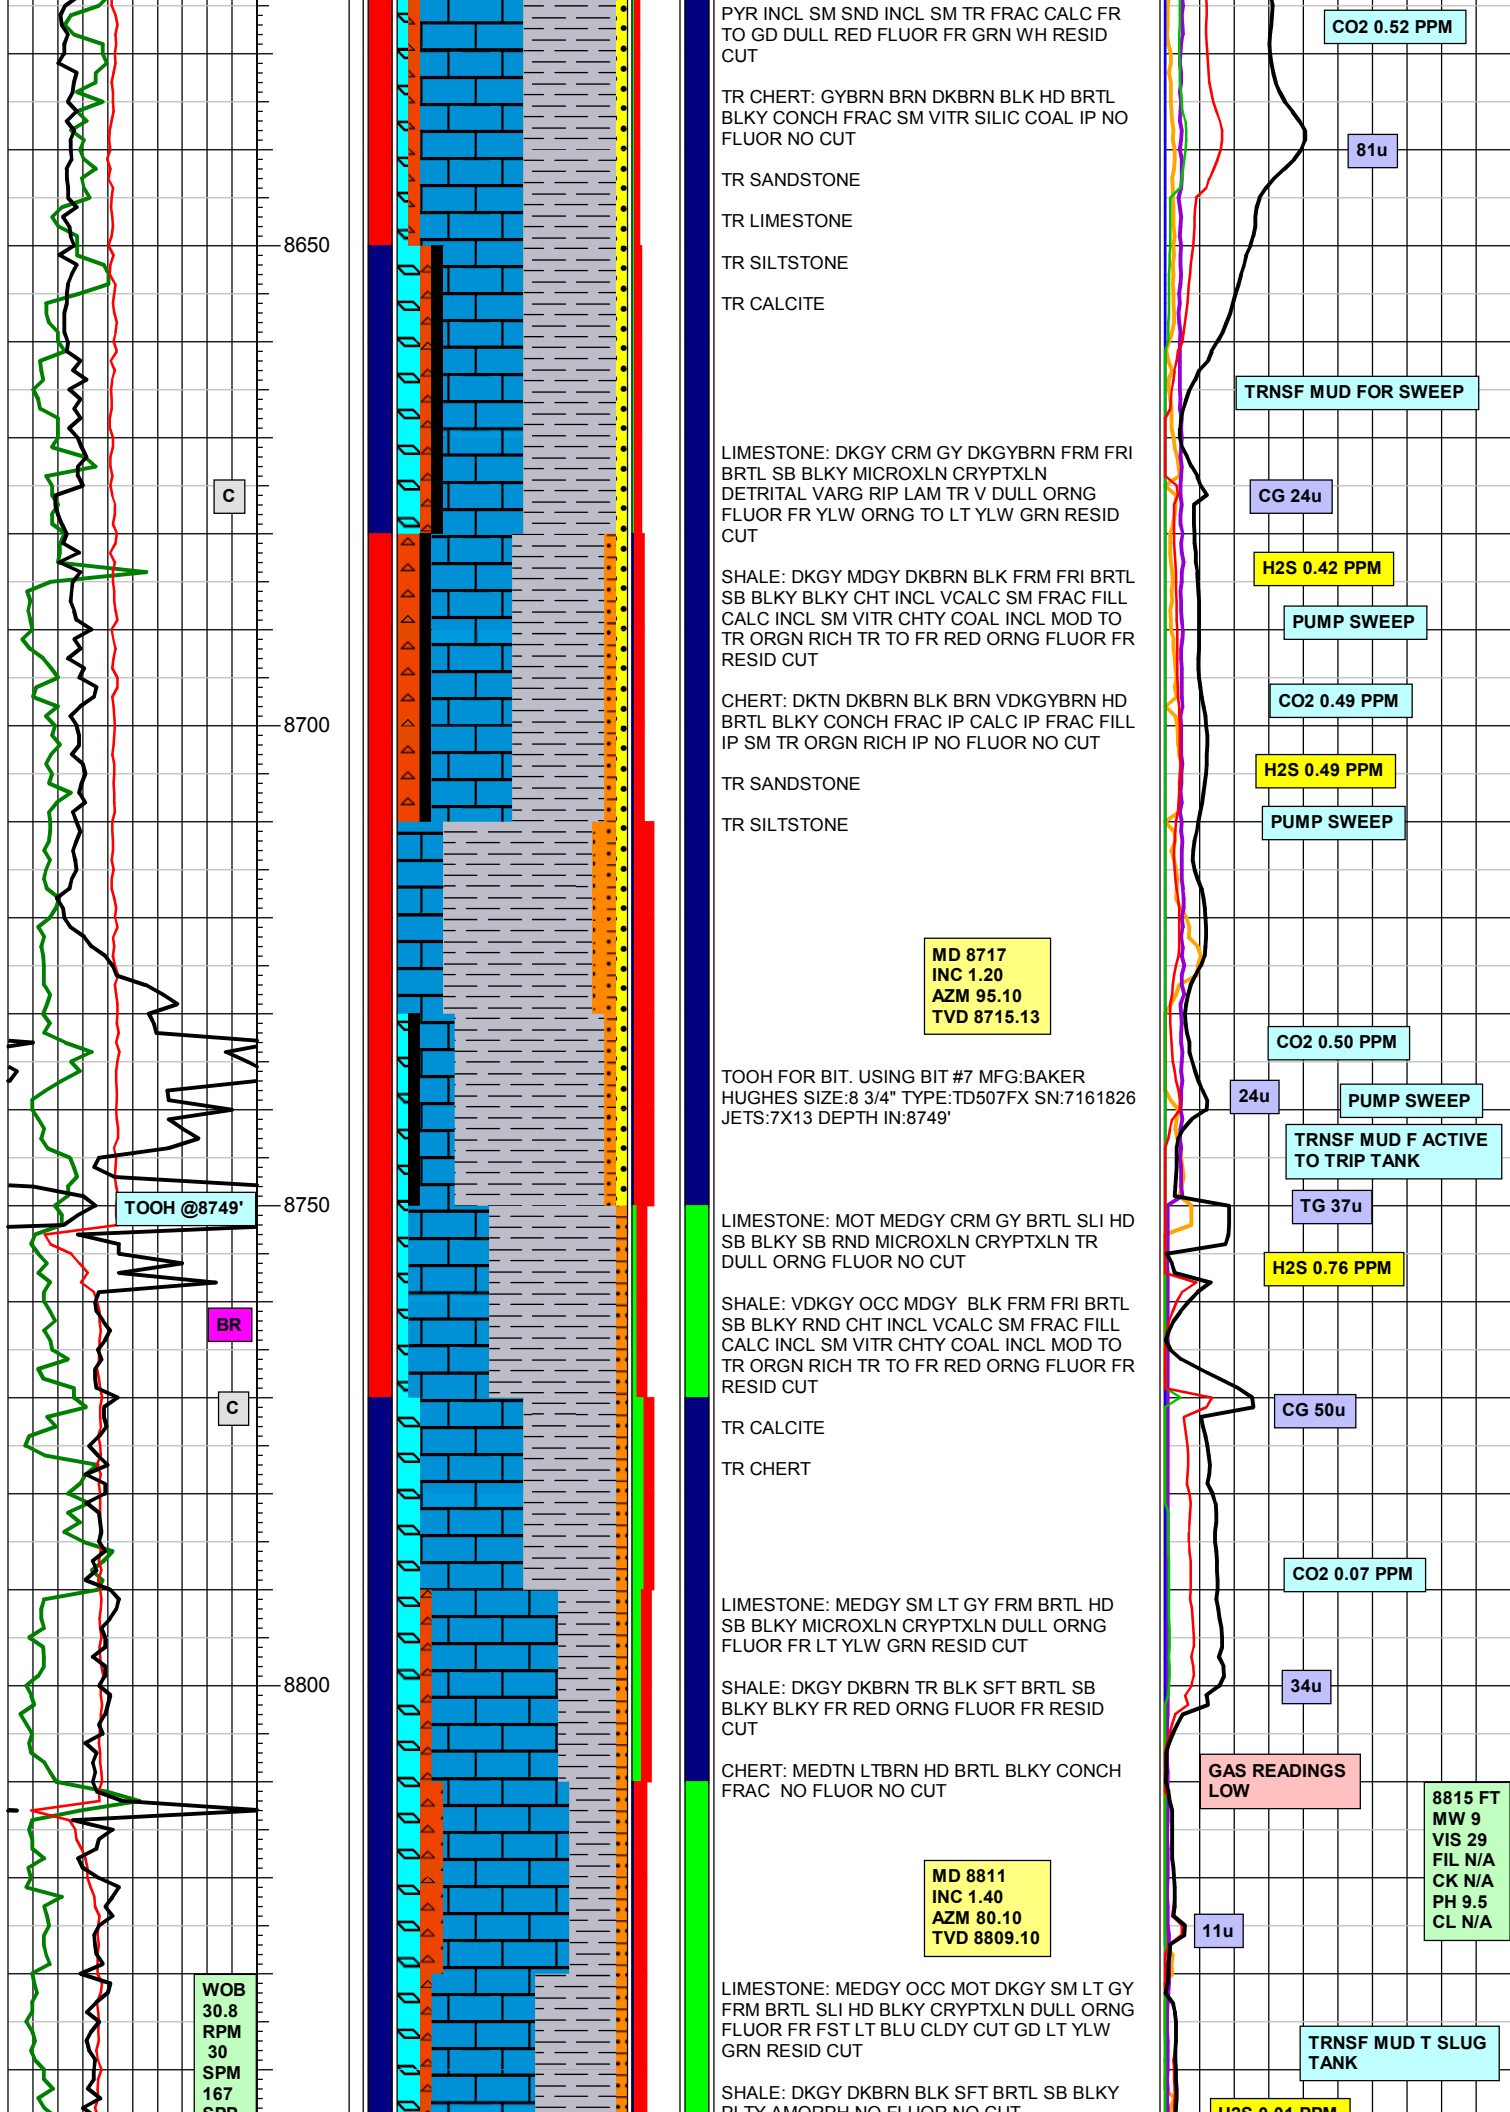 PYR INCL SM SND INCL SM TR FRAC CALC FR
TO GD DULL RED FLUOR FR GRN WH RESID
CUT
CO2 0.52 PPM
TR CHERT: GYBRN BRN DKBRN BLK HD BRTL
BLKY CONCH FRAC SM VITR SILIC COAL IP NO
FLUOR NO CUT
81u
TR SANDSTONE
TR LIMESTONE
8650
TR SILTSTONE
TR CALCITE
TRNSF MUD FOR SWEEP
LIMESTONE: DKGY CRM GY DKGYBRN FRM FRI
BRTL SB BLKY MICROXLN CRYPTXLN
DETRITAL VARG RIP LAM TR V DULL ORNG
FLUOR FR YLW ORNG TO LT YLW GRN RESID
CUT
C
CG 24u
H2S 0.42 PPM
SHALE: DKGY MDGY DKBRN BLK FRM FRI BRTL
SB BLKY BLKY CHT INCL VCALC SM FRAC FILL
CALC INCL SM VITR CHTY COAL INCL MOD TO
TR ORGN RICH TR TO FR RED ORNG FLUOR FR
RESID CUT
PUMP SWEEP
CO2 0.49 PPM
CHERT: DKTN DKBRN BLK BRN VDKGYBRN HD
BRTL BLKY CONCH FRAC IP CALC IP FRAC FILL
IP SM TR ORGN RICH IP NO FLUOR NO CUT
8700
H2S 0.49 PPM
TR SANDSTONE
PUMP SWEEP
TR SILTSTONE
MD 8717
INC 1.20
AZM 95.10
TVD 8715.13
CO2 0.50 PPM
TOOH FOR BIT. USING BIT #7 MFG:BAKER
HUGHES SIZE:8 3/4" TYPE:TD507FX SN:7161826
JETS:7X13 DEPTH IN:8749'
24u
PUMP SWEEP
TRNSF MUD F ACTIVE
TO TRIP TANK
TOOH @8749'
8750
TG 37u
LIMESTONE: MOT MEDGY CRM GY BRTL SLI HD
SB BLKY SB RND MICROXLN CRYPTXLN TR
DULL ORNG FLUOR NO CUT
H2S 0.76 PPM
BR
SHALE: VDKGY OCC MDGY  BLK FRM FRI BRTL
SB BLKY RND CHT INCL VCALC SM FRAC FILL
CALC INCL SM VITR CHTY COAL INCL MOD TO
TR ORGN RICH TR TO FR RED ORNG FLUOR FR
RESID CUT
C
CG 50u
TR CALCITE
TR CHERT
CO2 0.07 PPM
LIMESTONE: MEDGY SM LT GY FRM BRTL HD
SB BLKY MICROXLN CRYPTXLN DULL ORNG
FLUOR FR LT YLW GRN RESID CUT
8800
34u
SHALE: DKGY DKBRN TR BLK SFT BRTL SB
BLKY BLKY FR RED ORNG FLUOR FR RESID
CUT
CHERT: MEDTN LTBRN HD BRTL BLKY CONCH
FRAC  NO FLUOR NO CUT
GAS READINGS
LOW
8815 FT
MW 9
VIS 29
FIL N/A
CK N/A
PH 9.5
CL N/A
MD 8811
INC 1.40
AZM 80.10
TVD 8809.10
11u
WOB
30.8
RPM
30
SPM
167
SPP
LIMESTONE: MEDGY OCC MOT DKGY SM LT GY
FRM BRTL SLI HD BLKY CRYPTXLN DULL ORNG
FLUOR FR FST LT BLU CLDY CUT GD LT YLW
GRN RESID CUT
TRNSF MUD T SLUG
TANK
SHALE: DKGY DKBRN BLK SFT BRTL SB BLKY
PLTY AMORPH NO FLUOR NO CUT
H2S 0.01 PPM